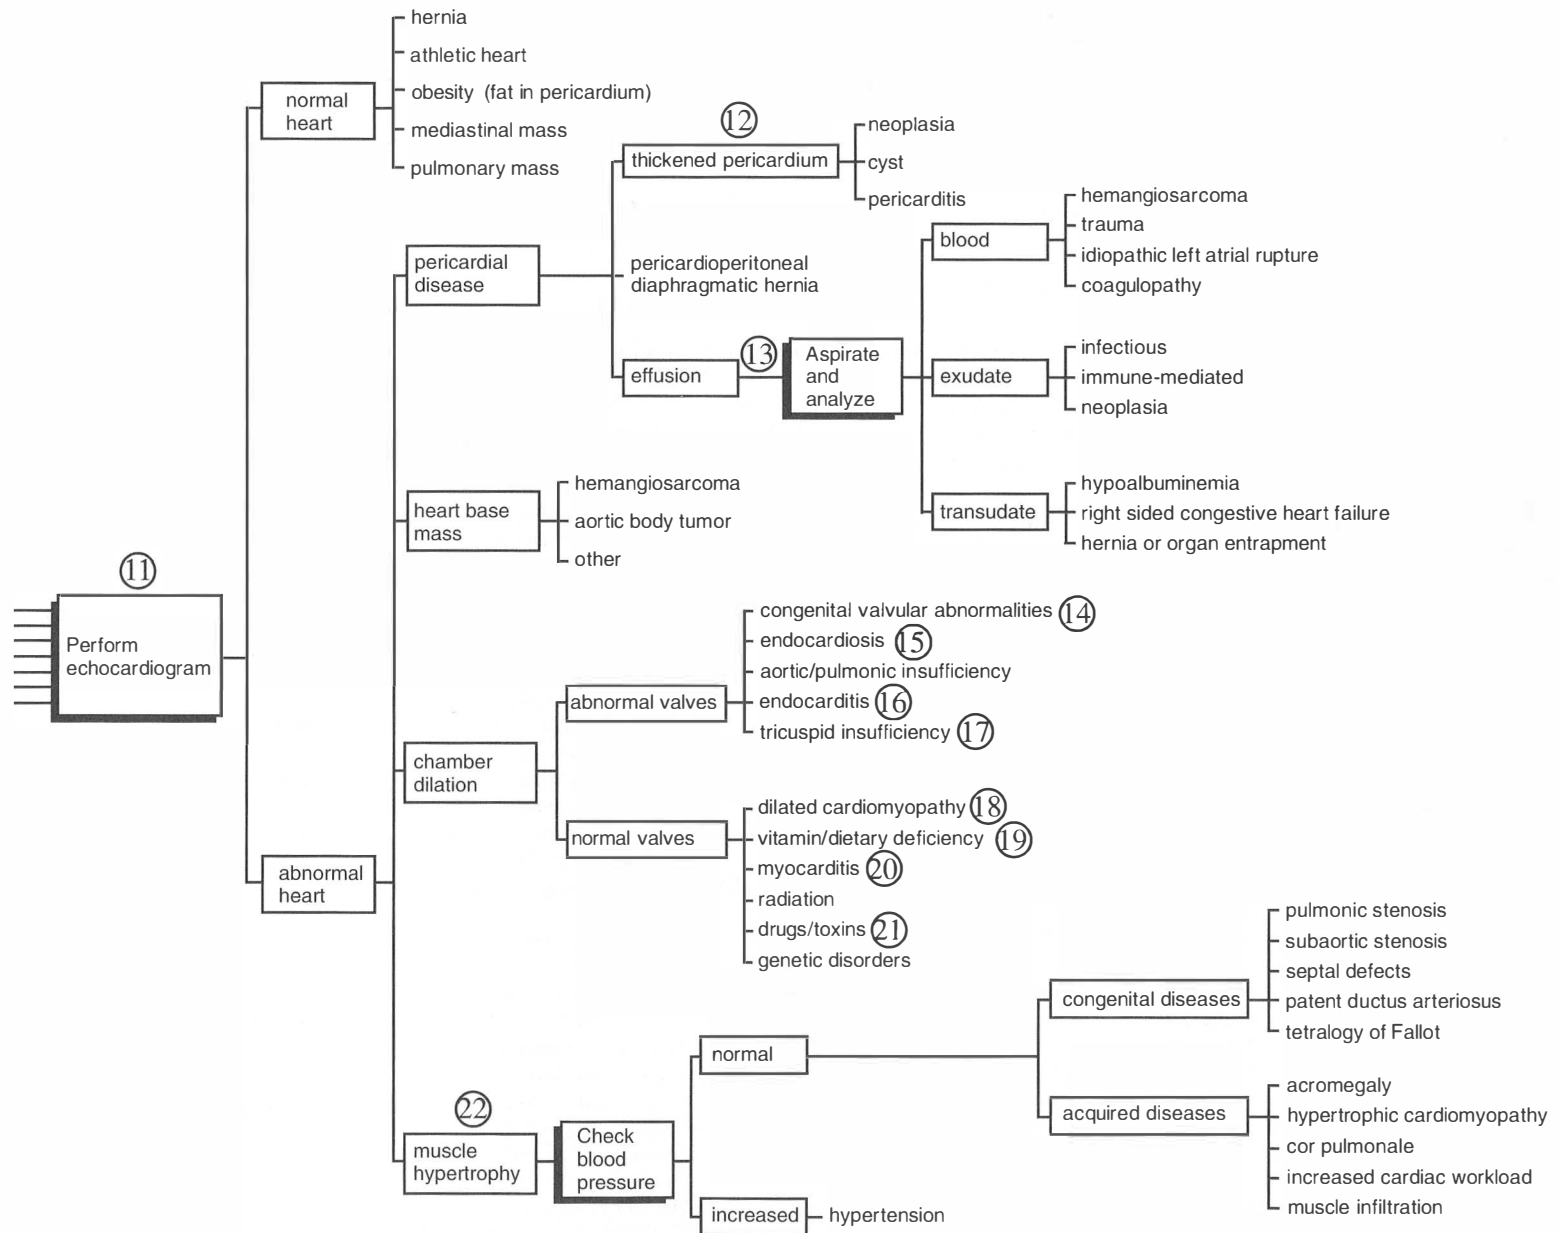 hernia
athletic heart
obesity (fat in pericardium)
mediastinal mass
pulmonary mass
normal
heart
12
thickened pericardium
neoplasia
cyst
pericarditis
pericardial
disease
pericardioperitoneal
diaphragmatic hernia
effusion
13
Aspirate
and
analyze
blood
hemangiosarcoma
trauma
idiopathic left atrial rupture
coagulopathy
exudate
infectious
immune-mediated
neoplasia
transudate
hypoalbuminemia
right sided congestive heart failure
hernia or organ entrapment
heart base
mass
hemangiosarcoma
aortic body tumor
other
11
Perform
echocardiogram
chamber
dilation
abnormal valves
congenital valvular abnormalities 14
endocardiosis 15
aortic/pulmonic insufficiency
endocarditis 16
tricuspid insufficiency 17
normal valves
dilated cardiomyopathy 18
vitamin/dietary deficiency 19
myocarditis 20
radiation
drugs/toxins 21
genetic disorders
abnormal
heart
22
muscle
hypertrophy
Check
blood
pressure
normal
congenital diseases
pulmonic stenosis
subaortic stenosis
septal defects
patent ductus arteriosus
tetralogy of Fallot
acquired diseases
acromegaly
hypertrophic cardiomyopathy
cor pulmonale
increased cardiac workload
muscle infiltration
increased
hypertension